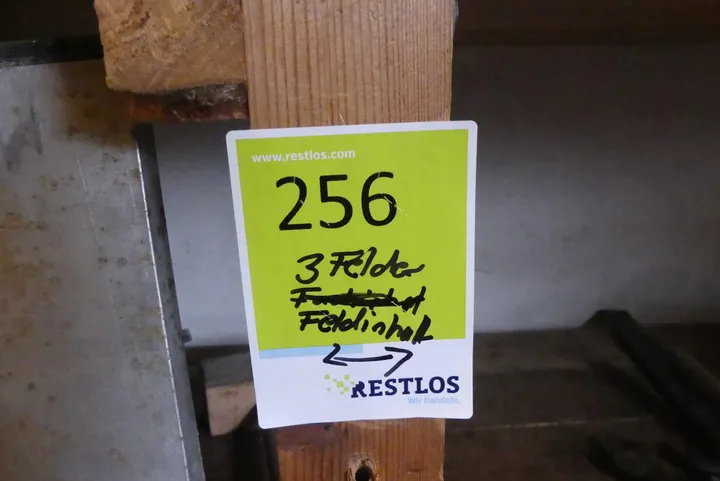 www.restlos.com
256
3 Felder
Feldinhalt
RESTLOS
Wir handeln.